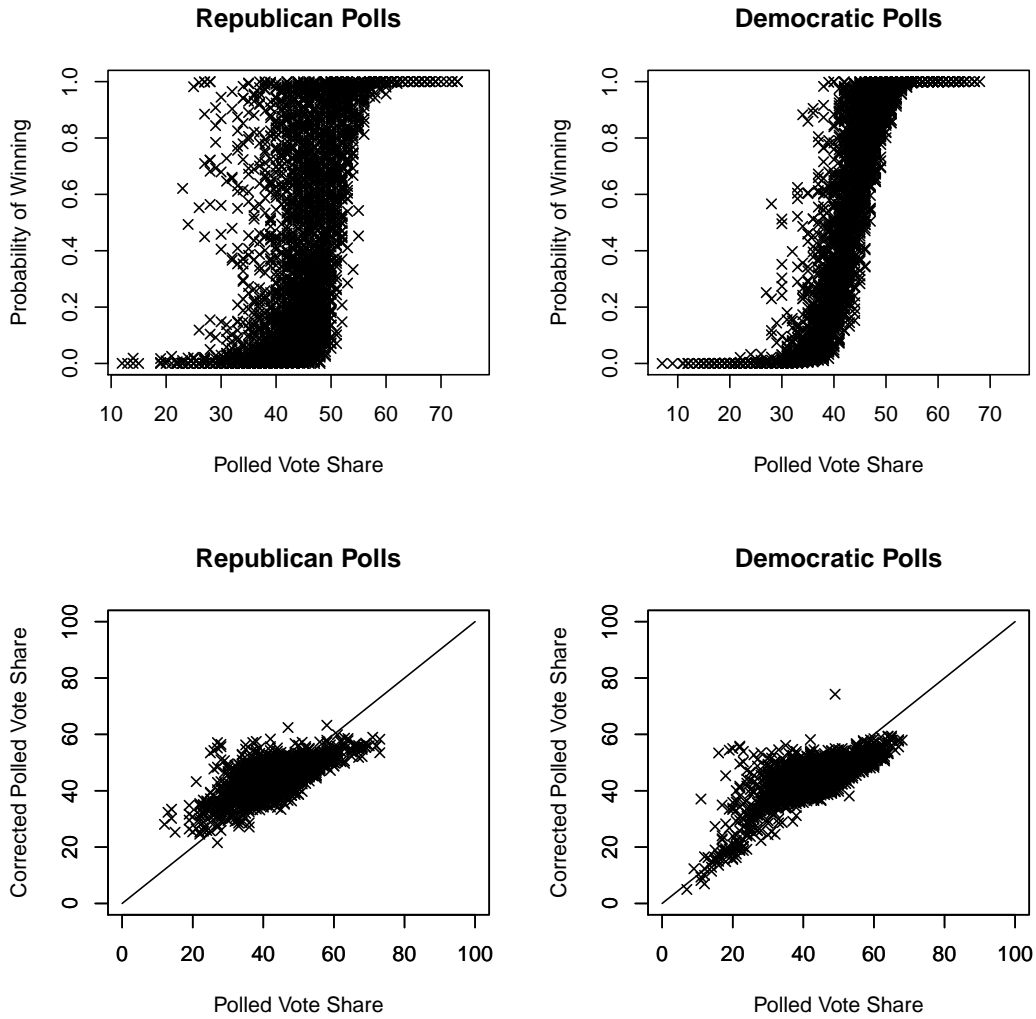 Republican Polls
Probability of Winning
0.0 0.2 0.4 0.6 0.8 1.0
10 20 30 40 50 60 70
Polled Vote Share
Democratic Polls
Probability of Winning
0.0 0.2 0.4 0.6 0.8 1.0
10 20 30 40 50 60 70
Polled Vote Share
Republican Polls
Corrected Polled Vote Share
0 20 40 60 80 100
0 20 40 60 80 100
Polled Vote Share
Democratic Polls
Corrected Polled Vote Share
0 20 40 60 80 100
0 20 40 60 80 100
Polled Vote Share